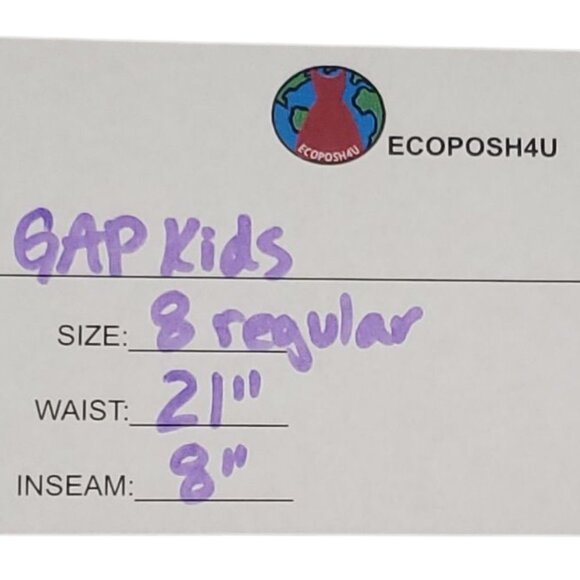 ECOPOSH4U
ECOPOSH4U
GAP Kids
SIZE: 8 regular
WAIST: 21"
INSEAM: 8"